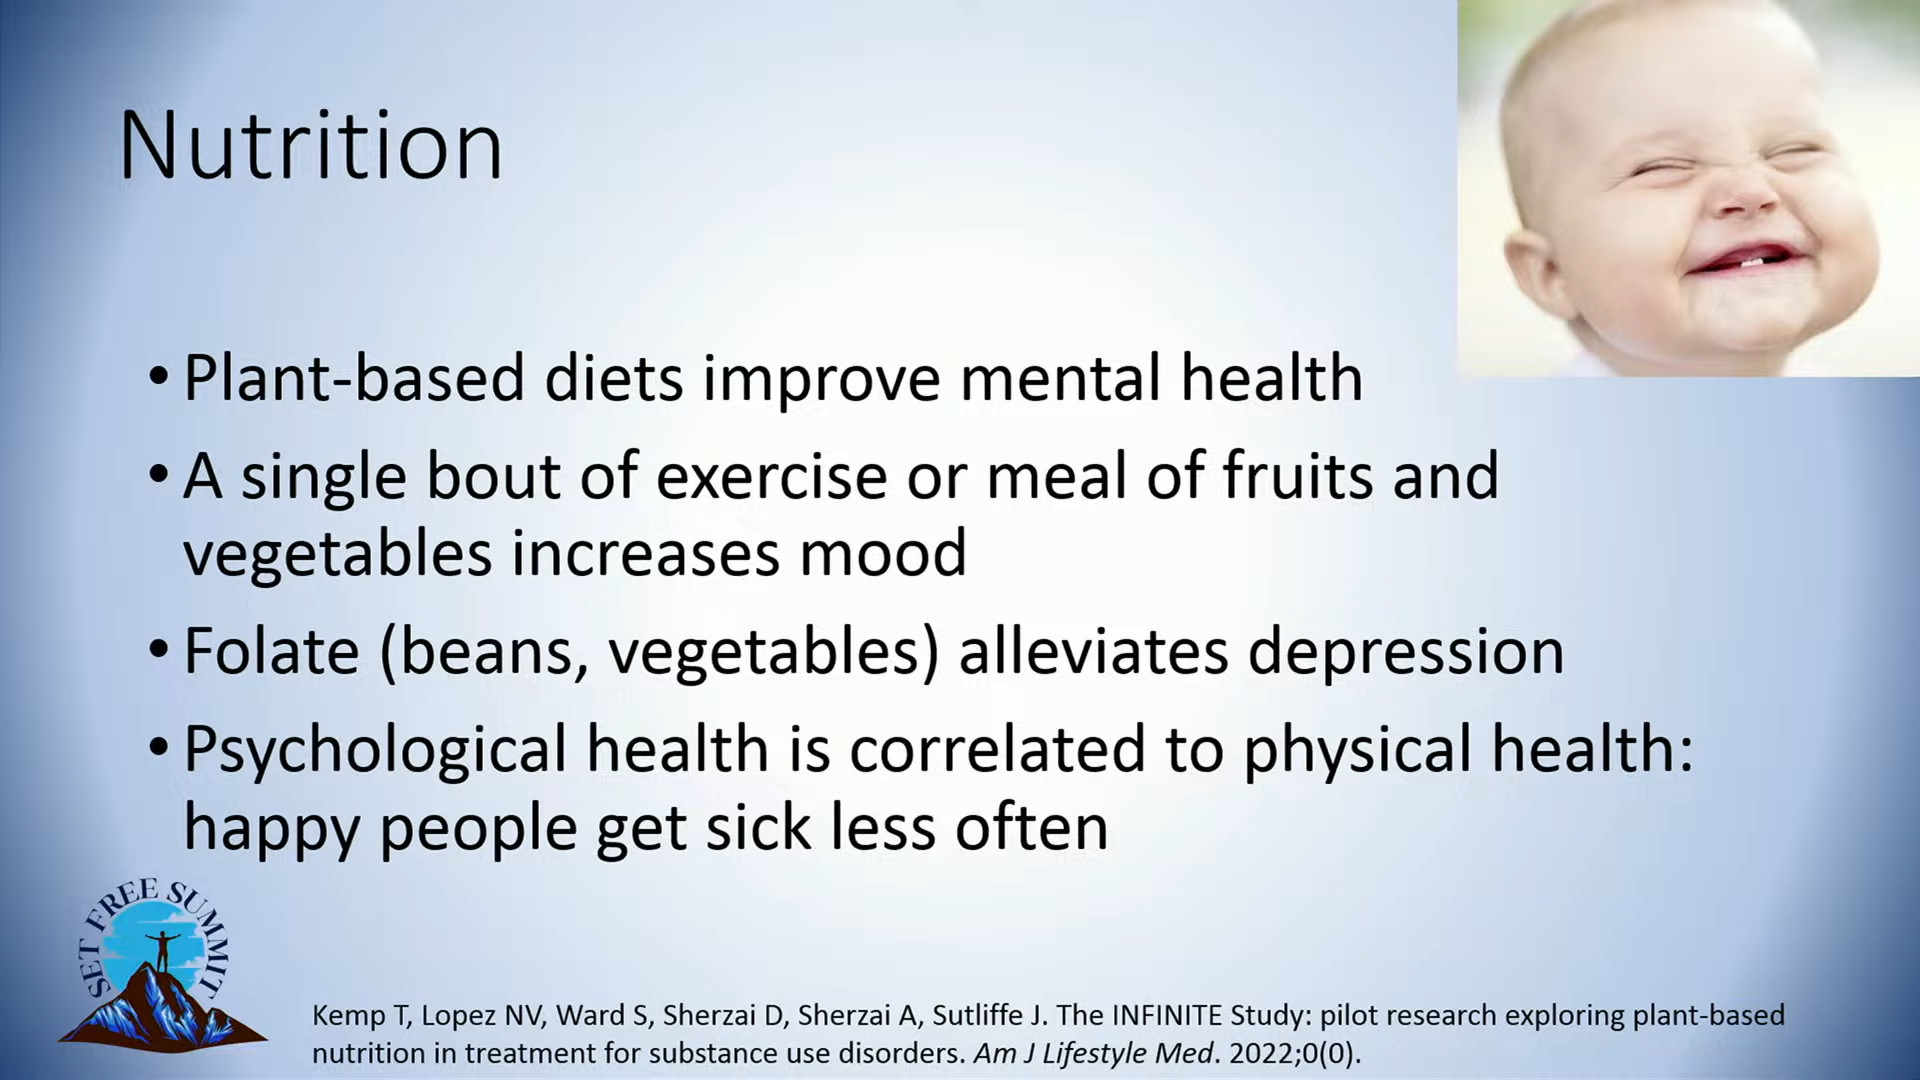 Nutrition
• Plant-based diets improve mental health
• A single bout of exercise or meal of fruits and
vegetables increases mood
• Folate (beans, vegetables) alleviates depression
• Psychological health is correlated to physical health:
happy people get sick less often
SET FREE SUMMIT
Kemp T, Lopez NV, Ward S, Sherzai D, Sherzai A, Sutliffe J. The INFINITE Study: pilot research exploring plant-based
nutrition in treatment for substance use disorders. Am J Lifestyle Med. 2022;0(0).